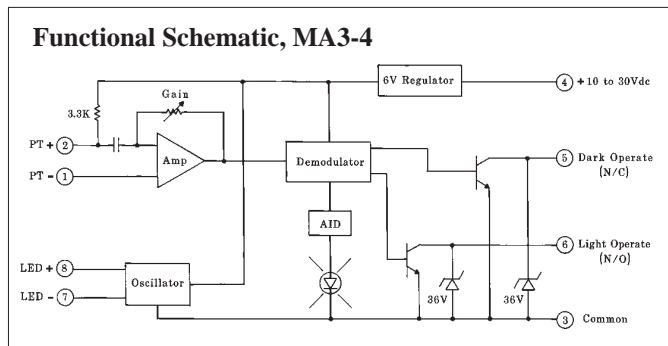 Functional Schematic, MA3-4
6V Regulator
4 +10 to 30Vdc
Gain
3.3K
PT + 2
Amp
Demodulator
5 Dark Operate
(N/C)
PT - 1
AID
6 Light Operate
(N/O)
LED + 8
Oscillator
LED - 7
36V
36V
3 Common